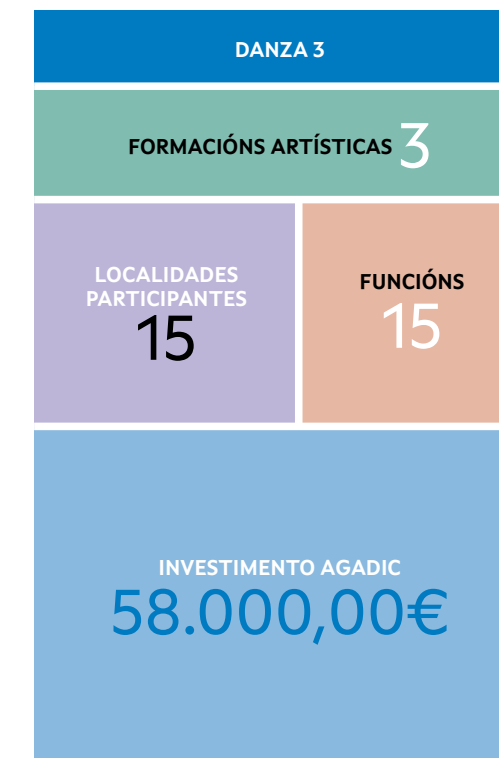 DANZA 3
FORMACIÓNS ARTÍSTICAS 3
LOCALIDADES
PARTICIPANTES
15
FUNCIÓNS
15
INVESTIMENTO AGADIC
58.000,00€